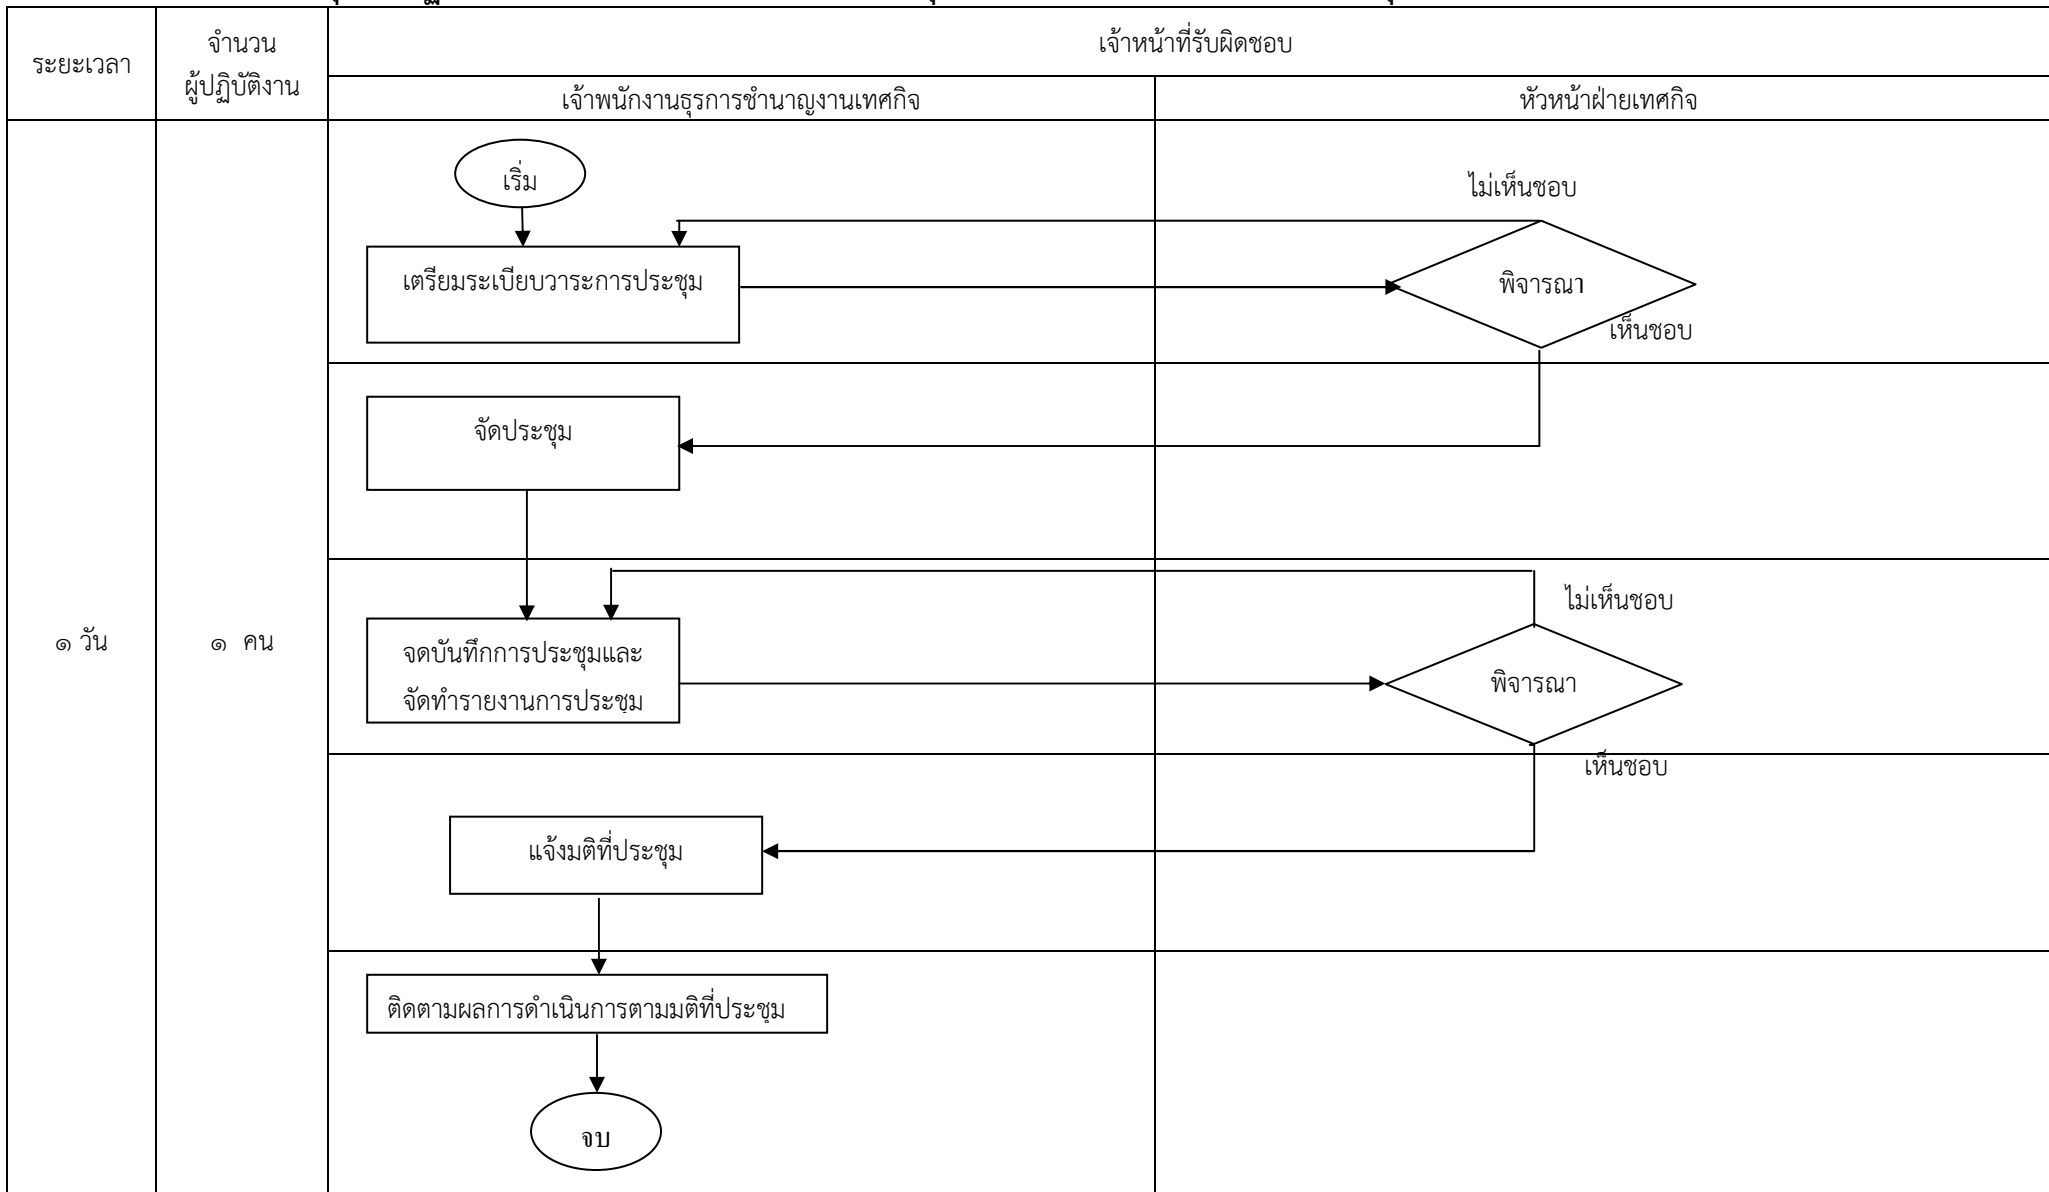 ระยะเวลา
จำนวน
ผู้ปฏิบัติงาน
เจ้าหน้าที่รับผิดชอบ
เจ้าพนักงานธุรการชำนาญงานเทศกิจ
หัวหน้าฝ่ายเทศกิจ
เริ่ม
ไม่เห็นชอบ
เตรียมระเบียบวาระการประชุม
พิจารณา
เห็นชอบ
จัดประชุม
ไม่เห็นชอบ
๑ วัน
๑ คน
จดบันทึกการประชุมและ
จัดทำรายงานการประชุม
พิจารณา
เห็นชอบ
แจ้งมติที่ประชุม
ติดตามผลการดำเนินการตามมติที่ประชุม
จบ